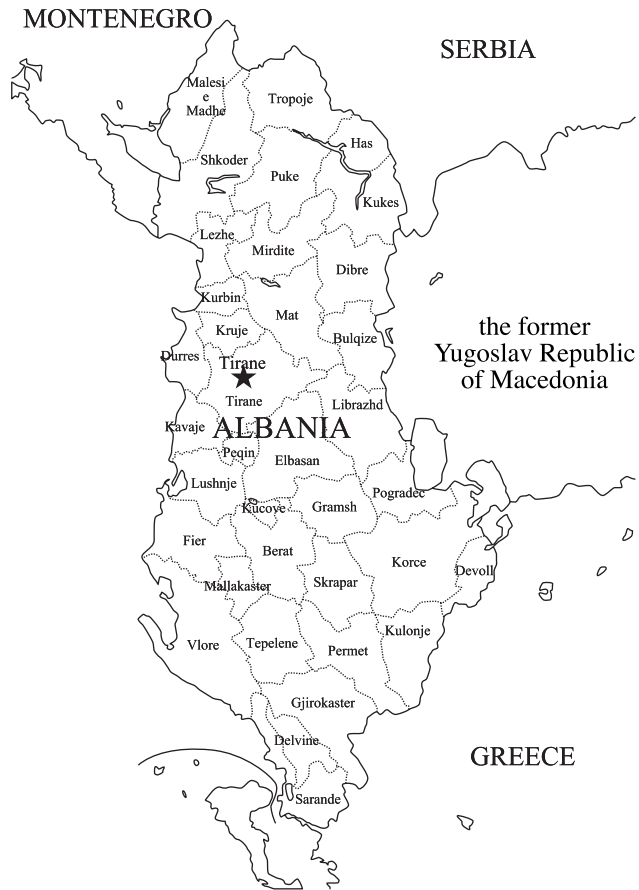 MONTENEGRO
SERBIA
Malesi
e
Madhe
Tropoje
Has
Shkoder
Puke
Kukes
Lezhe
Mirdite
Dibre
Kurbin
Mat
Kruje
Bulqize
the former
Yugoslav Republic
of Macedonia
Durres
Tirane
Tirane
Librazhd
Kavaje
ALBANIA
Peqin
Elbasan
Lushnje
Pogradec
Kucove
Gramsh
Fier
Berat
Korce
Devoll
Mallakaster
Skrapar
Kulonje
Vlore
Tepelene
Permet
Gjirokaster
Delvine
GREECE
Sarande